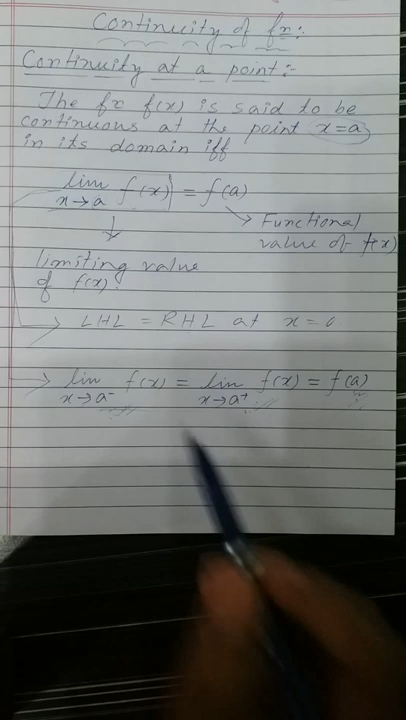 Continuity of fx:
Continuity at a point:-
The fx f(x) is said to be
continuous at the point x=a
in its domain iff
lim f(x) = f(a)
x→a
→ Functional
value of f(x)
limiting value
of f(x).
→ LHL = RHL at x=a
→ lim f(x) = lim f(x) = f(a)
x→a⁻ x→a⁺